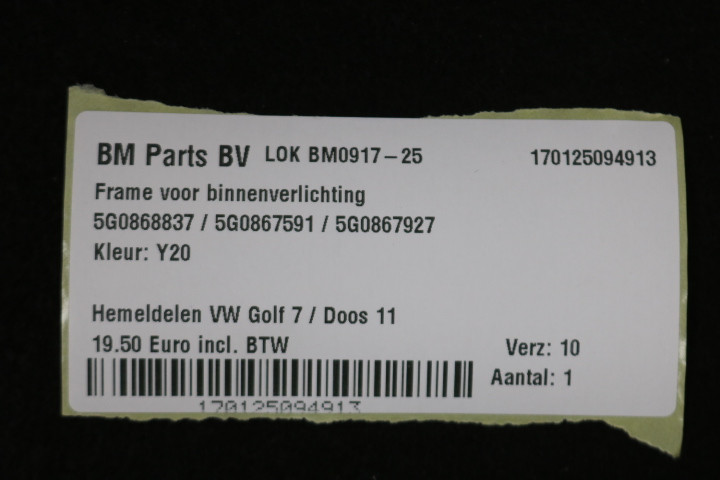 BM Parts BV LOK BM0917-25 170125094913
Frame voor binnenverlichting
5G0868837 / 5G0867591 / 5G0867927
Kleur: Y20
Hemeldelen VW Golf 7 / Doos 11
19.50 Euro incl. BTW Verz: 10
Aantal: 1
170125094913